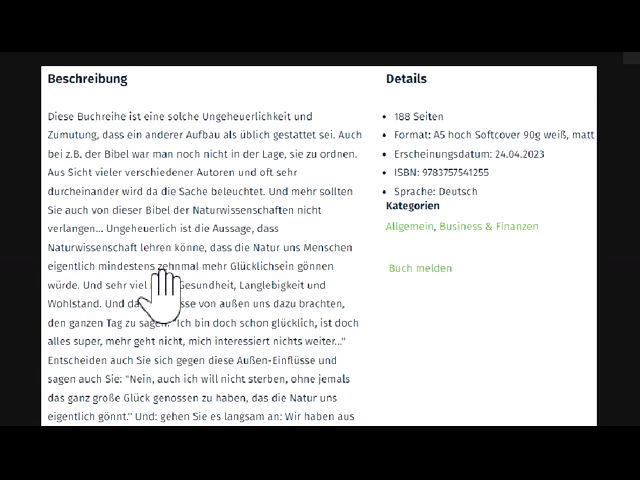 Beschreibung
Diese Buchreihe ist eine solche Ungeheuerlichkeit und
Zumutung, dass ein anderer Aufbau als üblich gestattet sei. Auch
bei z.B. der Bibel war man noch nicht in der Lage, sie zu ordnen.
Aus Sicht vieler verschiedener Autoren und oft sehr
durcheinander wird da die Sache beleuchtet. Und mehr sollten
Sie auch von dieser Bibel der Naturwissenschaften nicht
verlangen... Ungeheuerlich ist die Aussage, dass
Naturwissenschaft lehren könne, dass die Natur uns Menschen
eigentlich mindestens zehnmal mehr Glücklichsein gönnen
würde. Und sehr viel Gesundheit, Langlebigkeit und
Wohlstand. Und von außen uns dazu brachten,
den ganzen Tag zu sagen: "Ich bin doch schon glücklich, ist doch
alles super, mehr geht nicht, mich interessiert nichts weiter..."
Entscheiden auch Sie sich gegen diese Außen-Einflüsse und
sagen auch Sie: "Nein, auch ich will nicht sterben, ohne jemals
das ganz große Glück genossen zu haben, das die Natur uns
eigentlich gönnt." Und: gehen Sie es langsam an: Wir haben aus
Details
• 188 Seiten
• Format: A5 hoch Softcover 90g weiß, matt
• Erscheinungsdatum: 24.04.2023
• ISBN: 9783757541255
• Sprache: Deutsch
Kategorien
Allgemein, Business & Finanzen
Buch melden